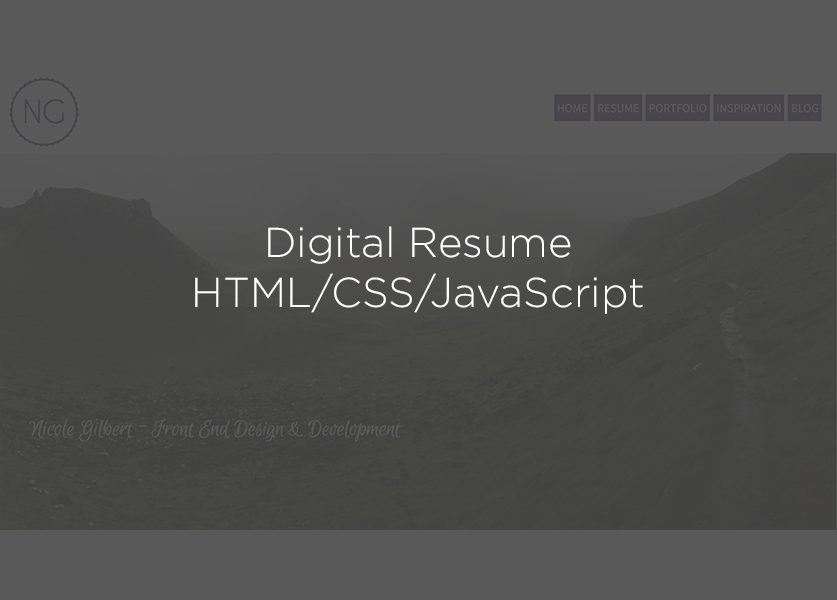 NG
HOME RESUME PORTFOLIO INSPIRATION BLOG
Digital Resume
HTML/CSS/JavaScript
Nicole Gilbert - Front End Design & Development